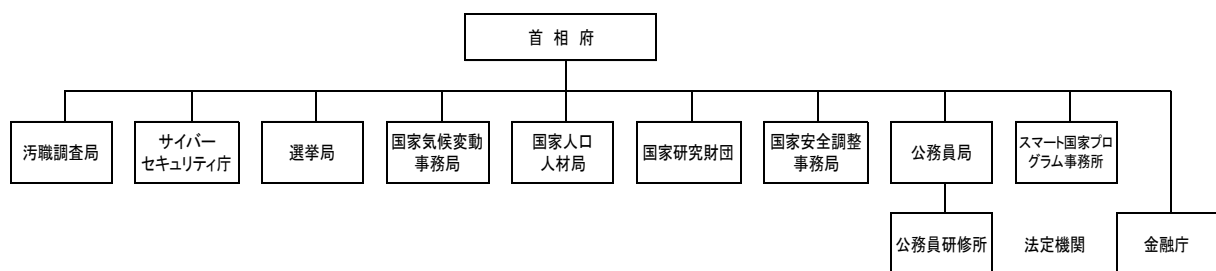 首 相 府
汚職調査局
サイバー
セキュリティ庁
選挙局
国家気候変動
事務局
国家人口
人材局
国家研究財団
国家安全調整
事務局
公務員局
スマート国家プロ
グラム事務所
公務員研修所
法定機関
金融庁